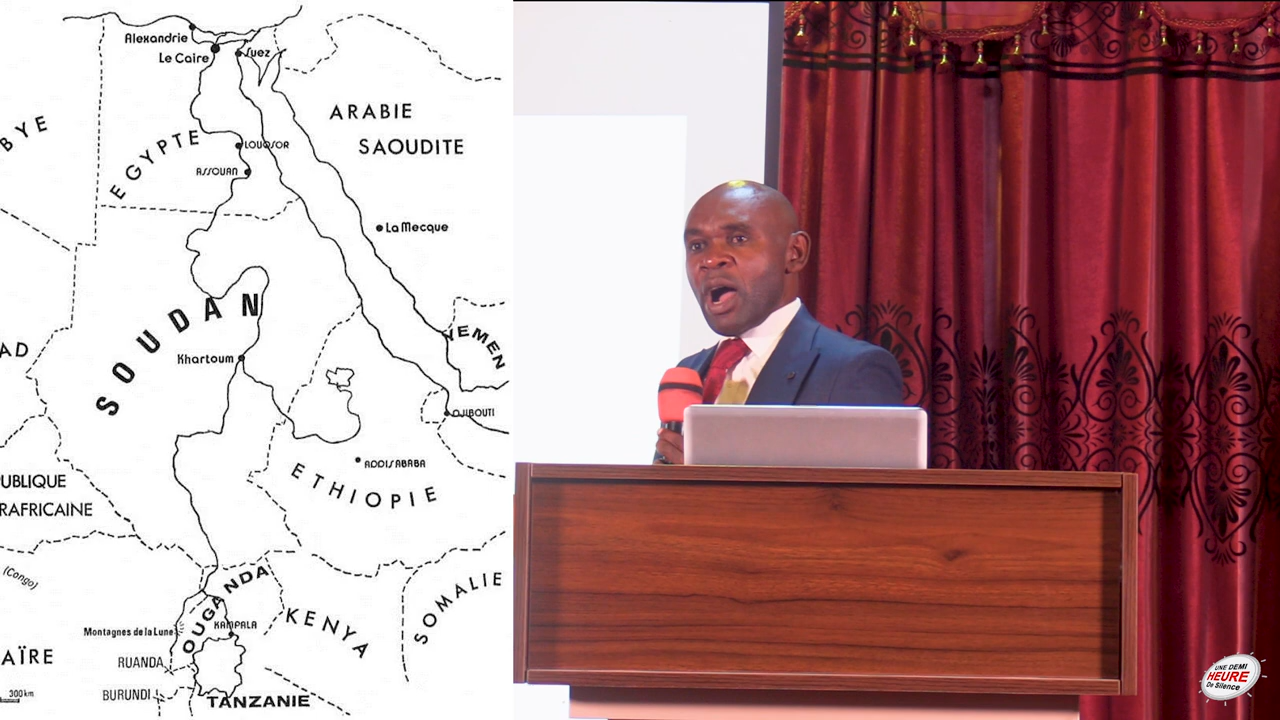 Alexandrie
Le Caire
Suez
BYE
EGYPTE
ARABIE
SAOUDITE
LOUQSOR
ASSOUAN
La Mecque
SOUDAN
YEMEN
AD
Khartoum
DJIBOUTI
ADDIS ABABA
UBLIQUE
RAFRICAINE
ETHIOPIE
(Congo)
OUGANDA
KENYA
SOMALIE
KAMPALA
Montagnes de la Lune
AÏRE
RUANDA
BURUNDI
300 km
TANZANIE
UNE DEMI
HEURE
De Silence